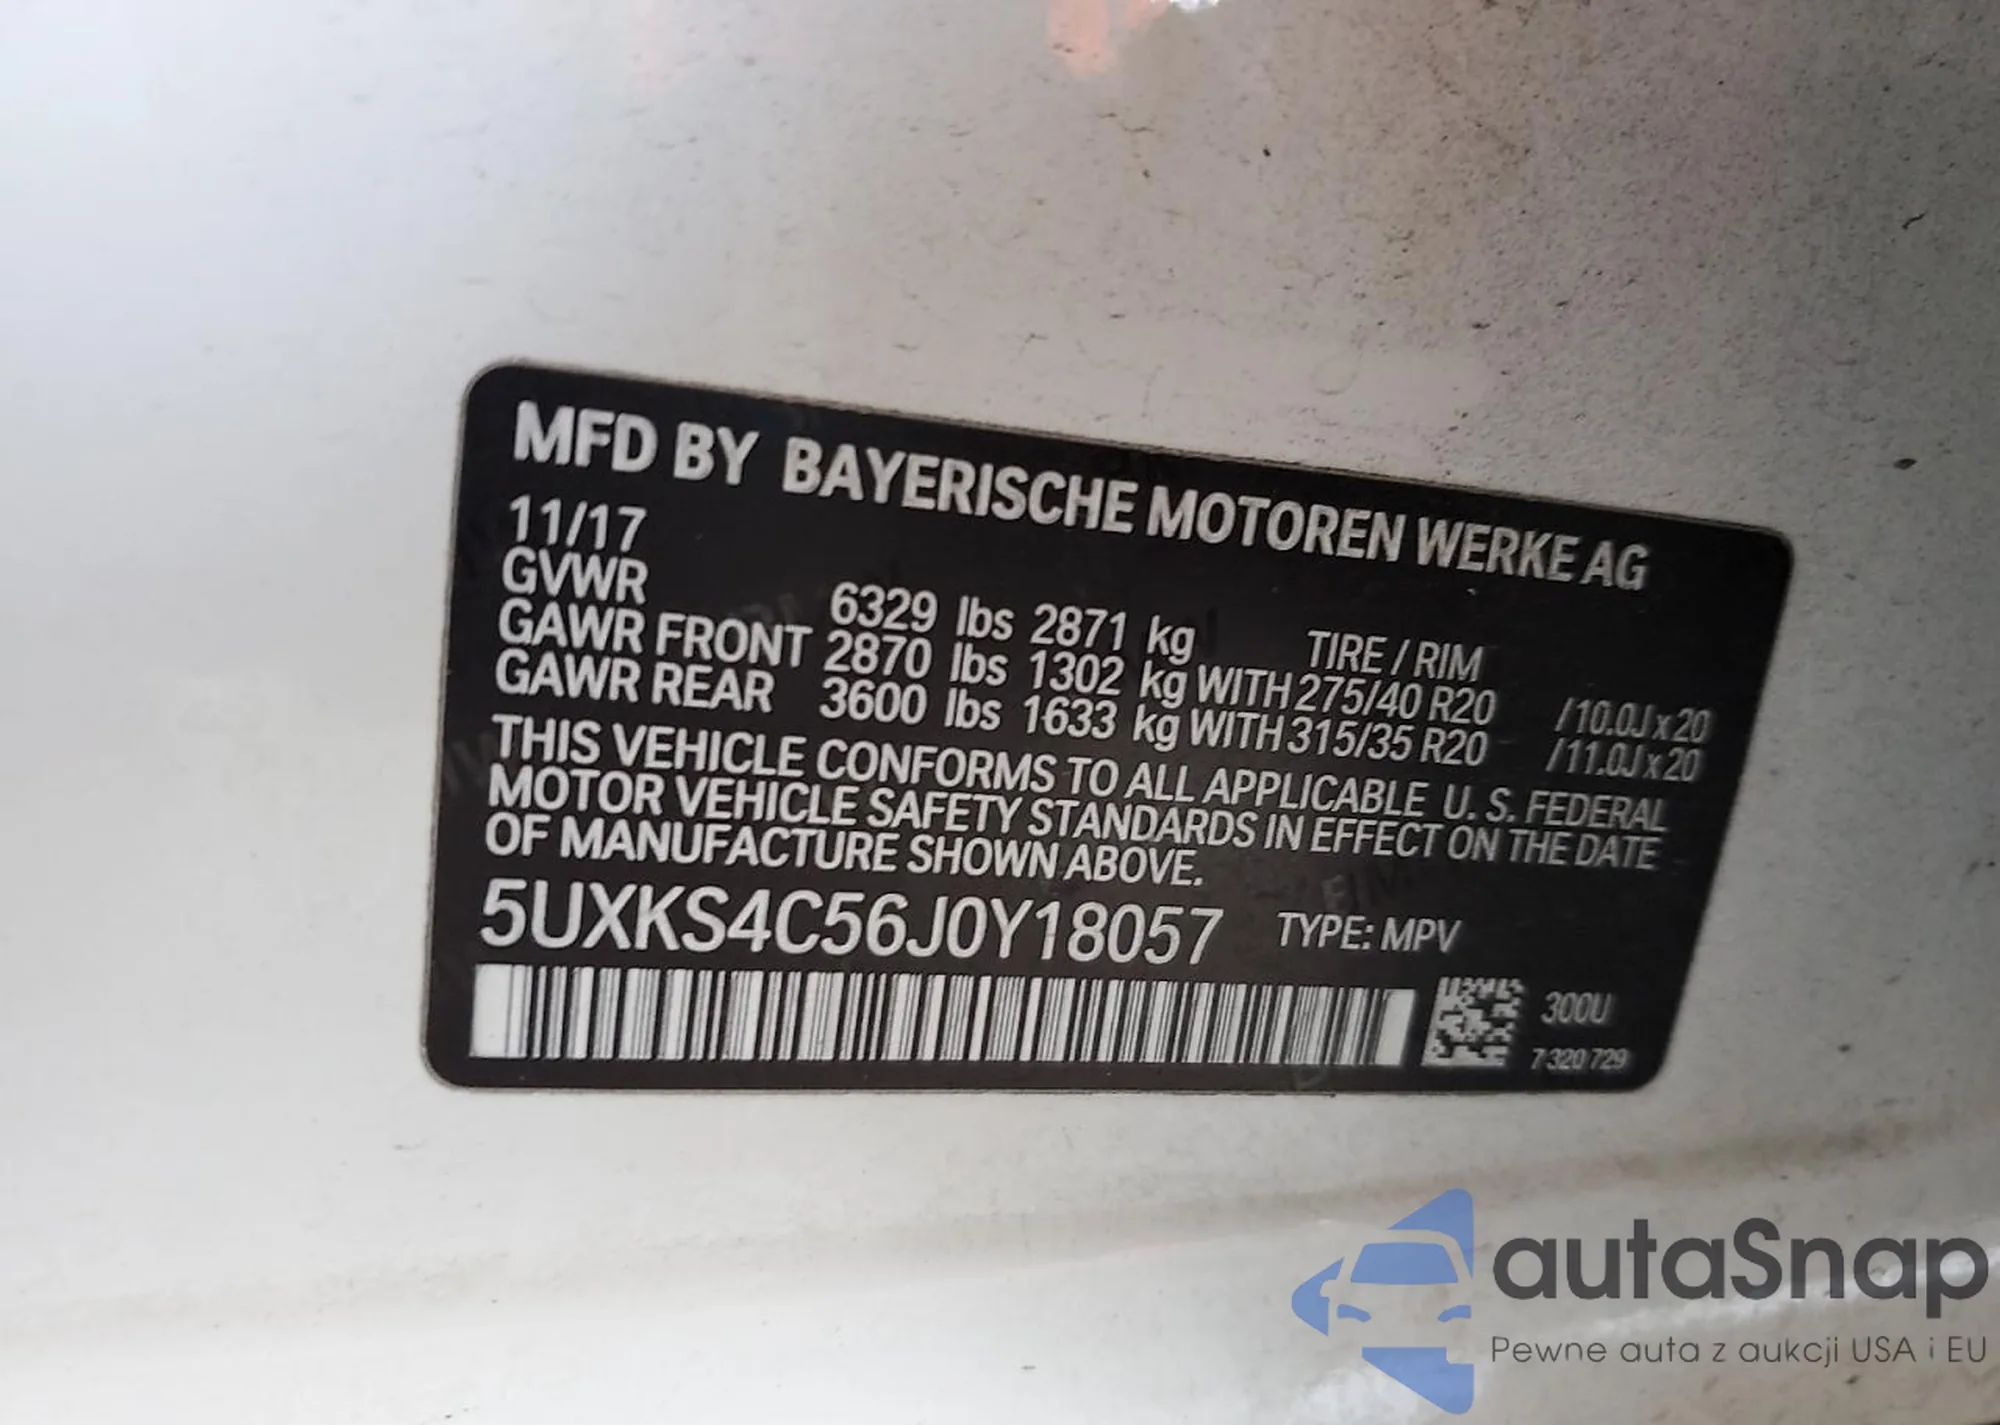 MFD BY BAYERISCHE MOTOREN WERKE AG
11/17
GVWR 6329 lbs 2871 kg TIRE / RIM
GAWR FRONT 2870 lbs 1302 kg WITH 275/40 R20 /10.0J x 20
GAWR REAR 3600 lbs 1633 kg WITH 315/35 R20 /11.0J x 20
THIS VEHICLE CONFORMS TO ALL APPLICABLE U. S. FEDERAL
MOTOR VEHICLE SAFETY STANDARDS IN EFFECT ON THE DATE
OF MANUFACTURE SHOWN ABOVE.
5UXKS4C56J0Y18057 TYPE: MPV
300U
7 320 729
autaSnap
Pewne auta z aukcji USA i EU